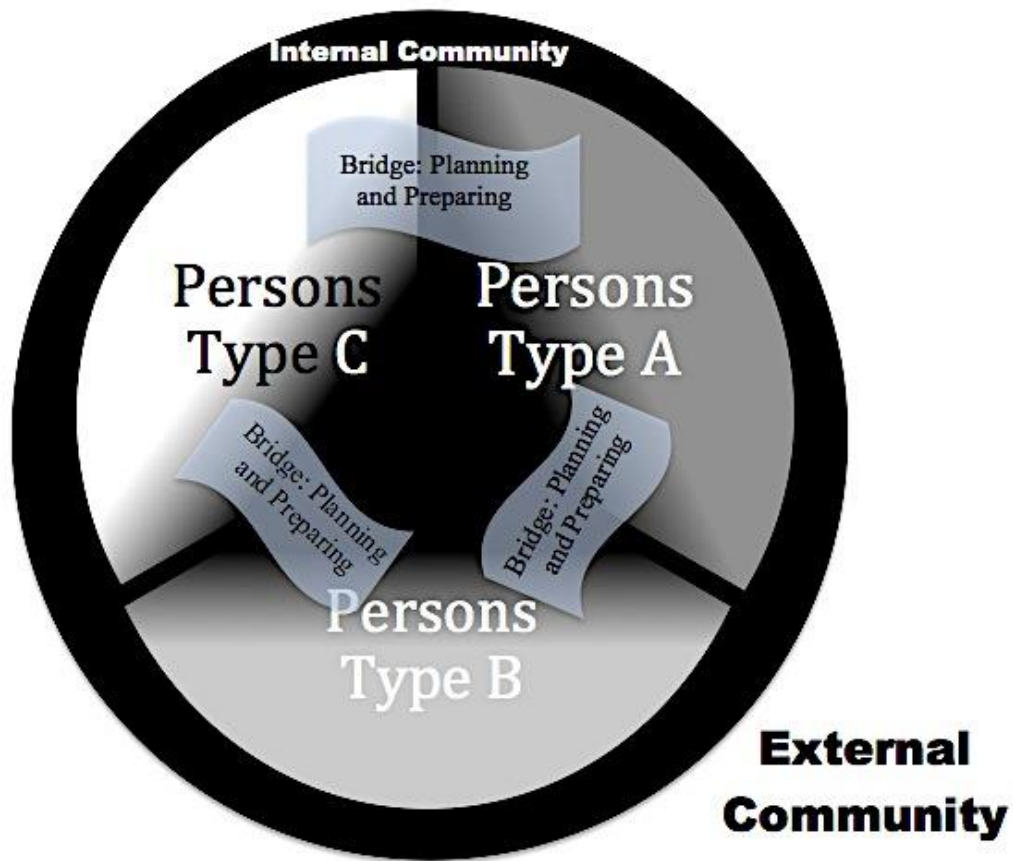 Internal Community
Bridge: Planning
and Preparing
Persons
Type C
Persons
Type A
Bridge: Planning
and Preparing
Bridge: Planning
and Preparing
Persons
Type B
External
Community